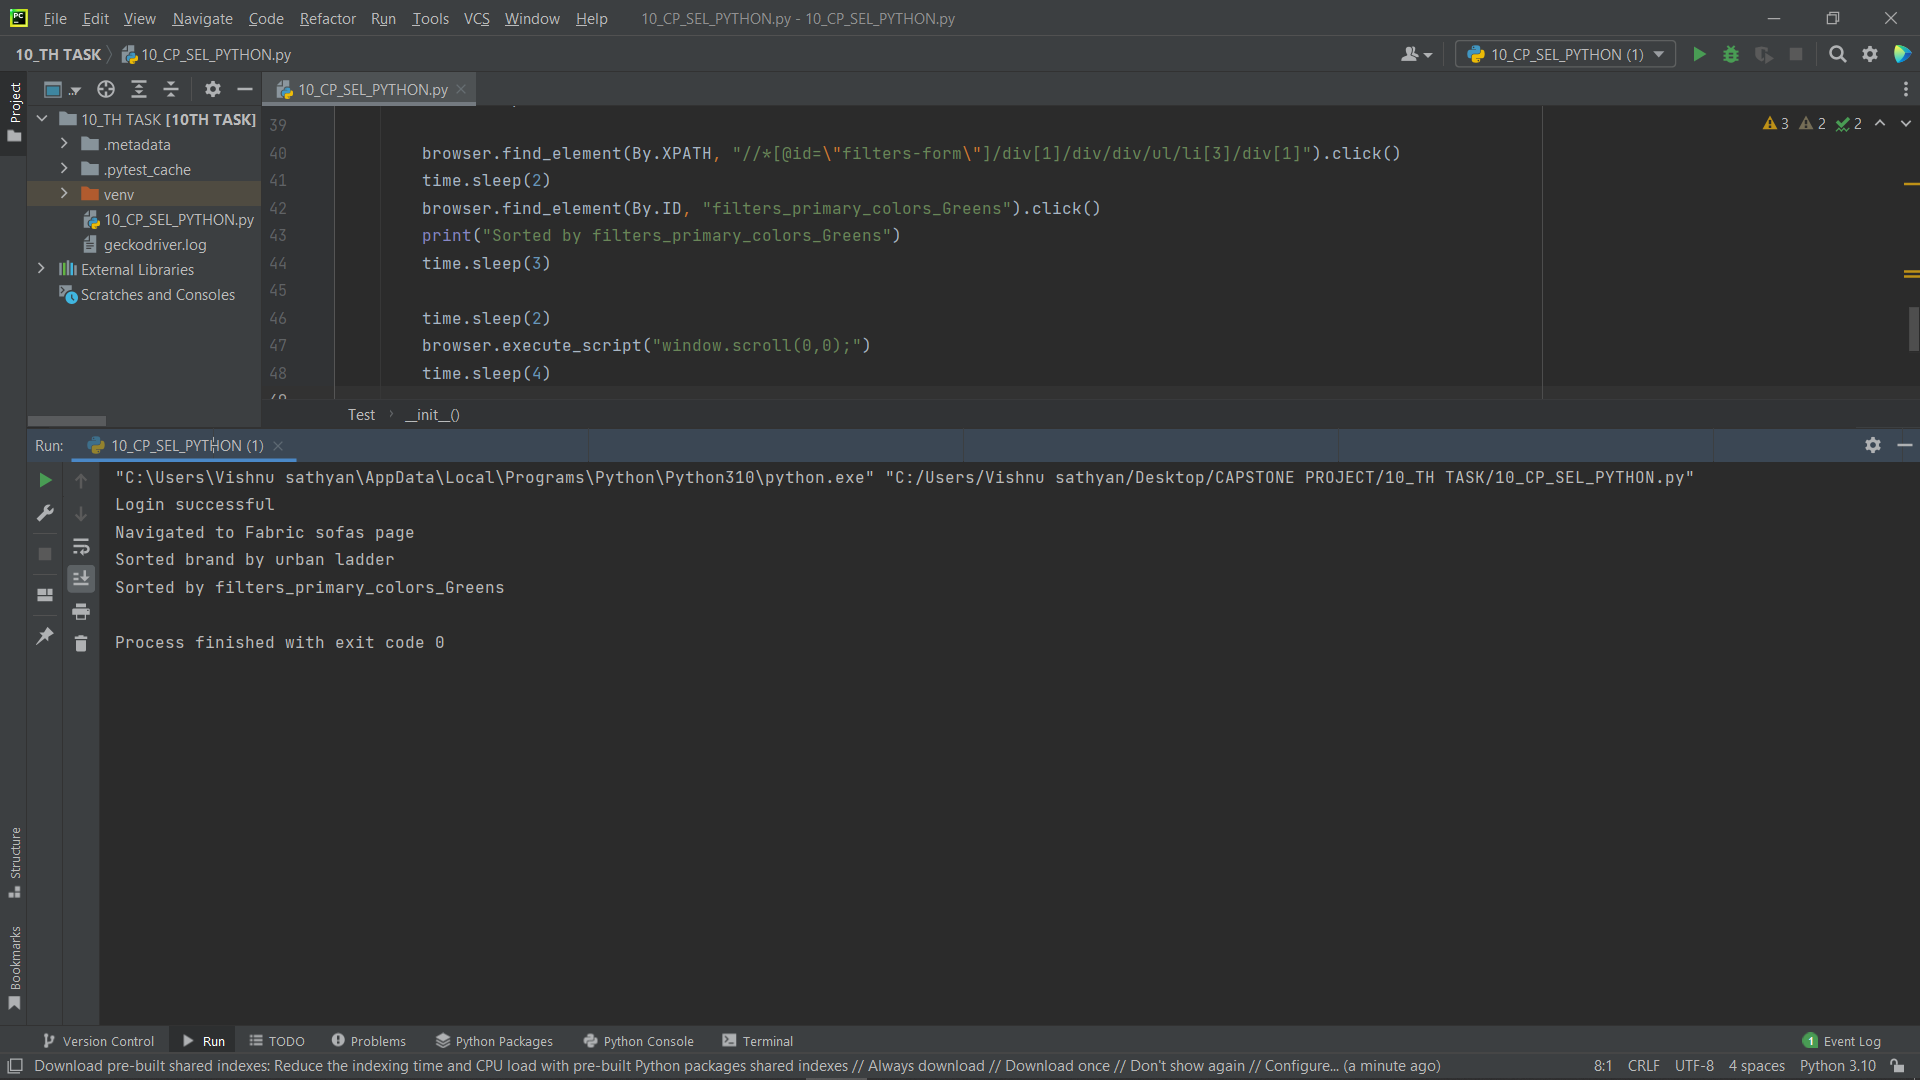 File Edit View Navigate Code Refactor Run Tools VCS Window Help 10_CP_SEL_PYTHON.py - 10_CP_SEL_PYTHON.py
10_TH TASK 10_CP_SEL_PYTHON.py
10_CP_SEL_PYTHON (1)
Project
10_CP_SEL_PYTHON.py
10_TH TASK [10TH TASK]
.metadata
.pytest_cache
venv
10_CP_SEL_PYTHON.py
geckodriver.log
External Libraries
Scratches and Consoles
3 2 2
39
40 browser.find_element(By.XPATH, "//*[@id=\"filters-form\"]/div[1]/div/div/ul/li[3]/div[1]").click()
41 time.sleep(2)
42 browser.find_element(By.ID, "filters_primary_colors_Greens").click()
43 print("Sorted by filters_primary_colors_Greens")
44 time.sleep(3)
45
46 time.sleep(2)
47 browser.execute_script("window.scroll(0,0);")
48 time.sleep(4)
Test __init__()
Run: 10_CP_SEL_PYTHON (1)
"C:\Users\Vishnu sathyan\AppData\Local\Programs\Python\Python310\python.exe" "C:/Users/Vishnu sathyan/Desktop/CAPSTONE PROJECT/10_TH TASK/10_CP_SEL_PYTHON.py"
Login successful
Navigated to Fabric sofas page
Sorted brand by urban ladder
Sorted by filters_primary_colors_Greens
Process finished with exit code 0
Structure
Bookmarks
Version Control Run TODO Problems Python Packages Python Console Terminal 1 Event Log
Download pre-built shared indexes: Reduce the indexing time and CPU load with pre-built Python packages shared indexes // Always download // Download once // Don't show again // Configure... (a minute ago) 8:1 CRLF UTF-8 4 spaces Python 3.10